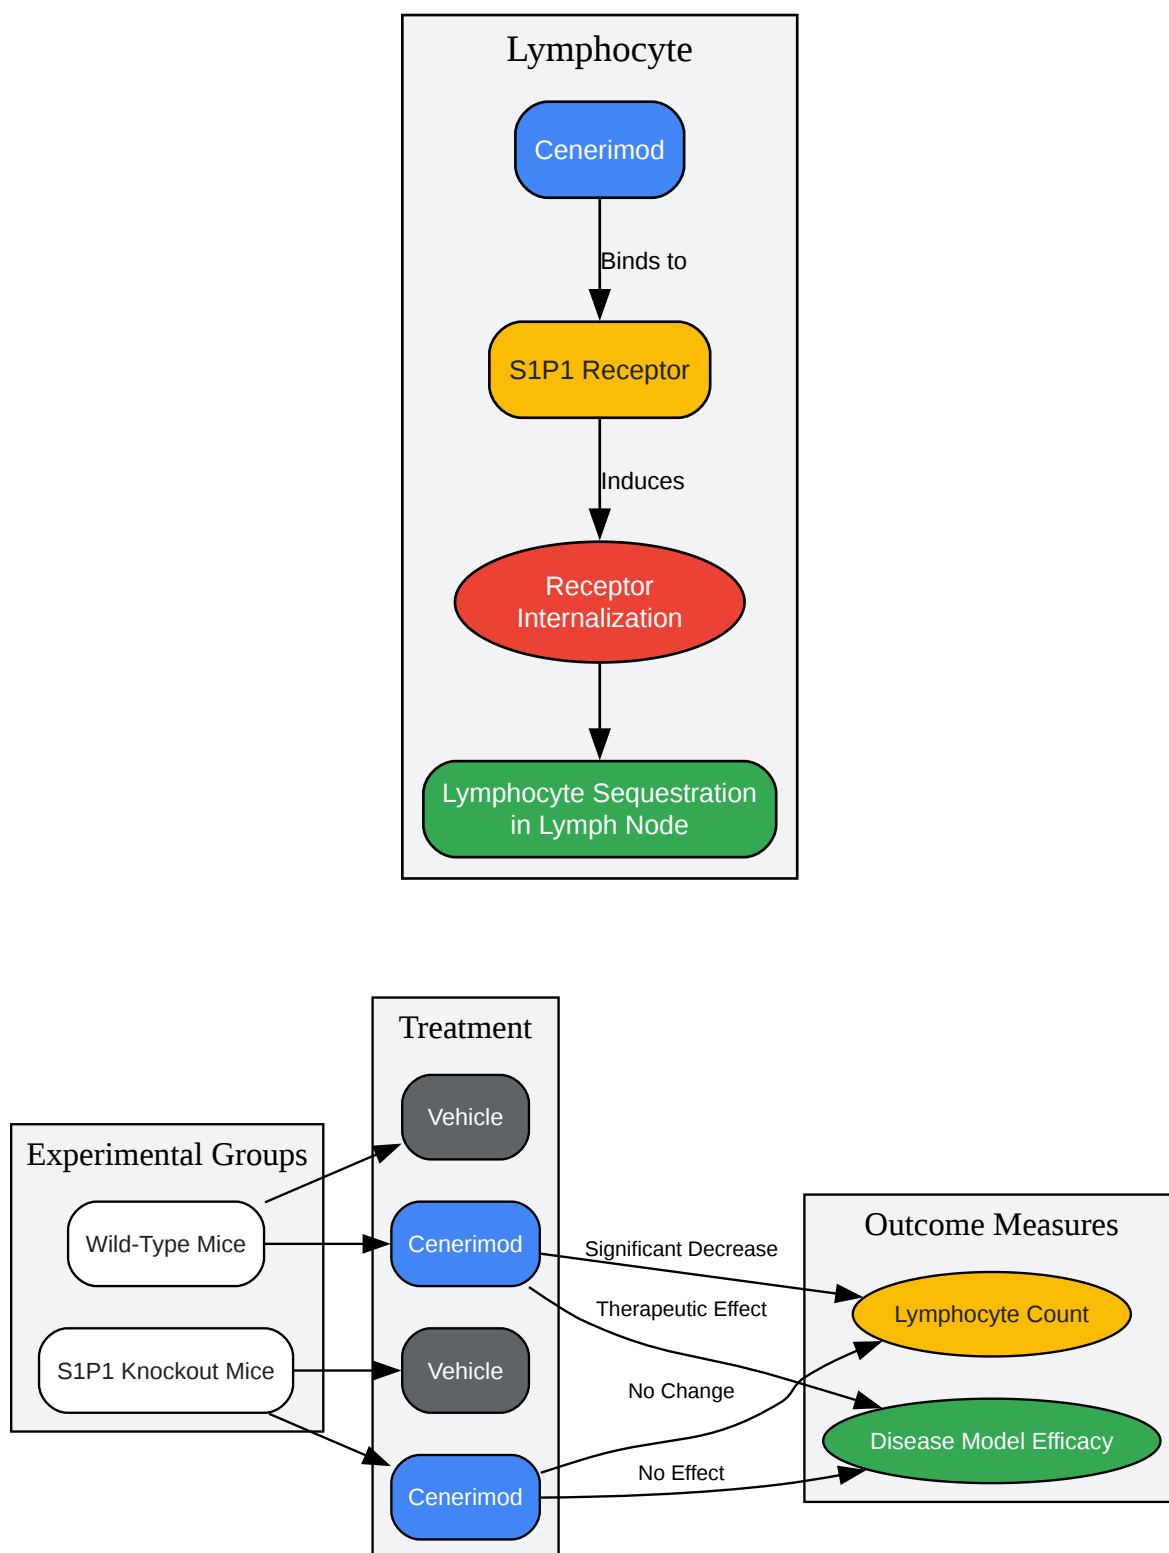 Lymphocyte
Cenerimod
Binds to
S1P1 Receptor
Induces
Receptor
Internalization
Lymphocyte Sequestration
in Lymph Node
Experimental Groups
Wild-Type Mice
S1P1 Knockout Mice
Treatment
Vehicle
Cenerimod
Vehicle
Cenerimod
Significant Decrease
Therapeutic Effect
No Change
No Effect
Outcome Measures
Lymphocyte Count
Disease Model Efficacy